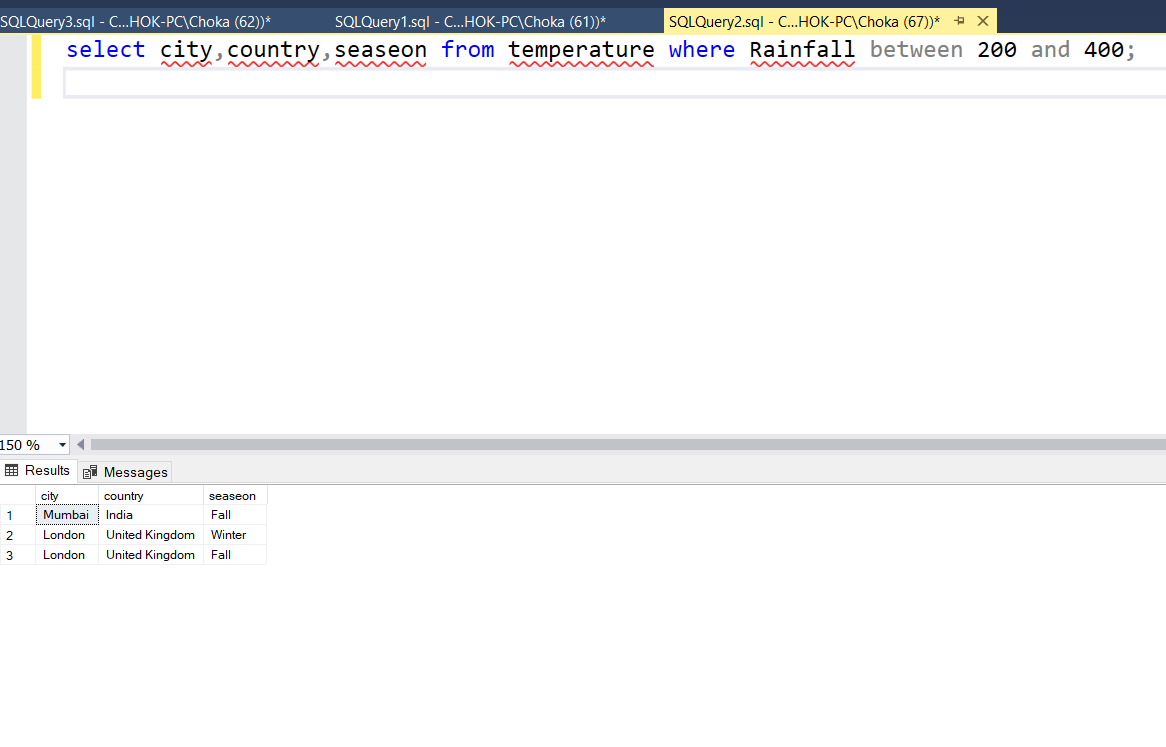 SQLQuery3.sql - C...HOK-PC\Choka (62))* SQLQuery1.sql - C...HOK-PC\Choka (61))* SQLQuery2.sql - C...HOK-PC\Choka (67))*
select city,country,seaseon from temperature where Rainfall between 200 and 400;
150 %
Results Messages
city country seaseon
1 Mumbai India Fall
2 London United Kingdom Winter
3 London United Kingdom Fall